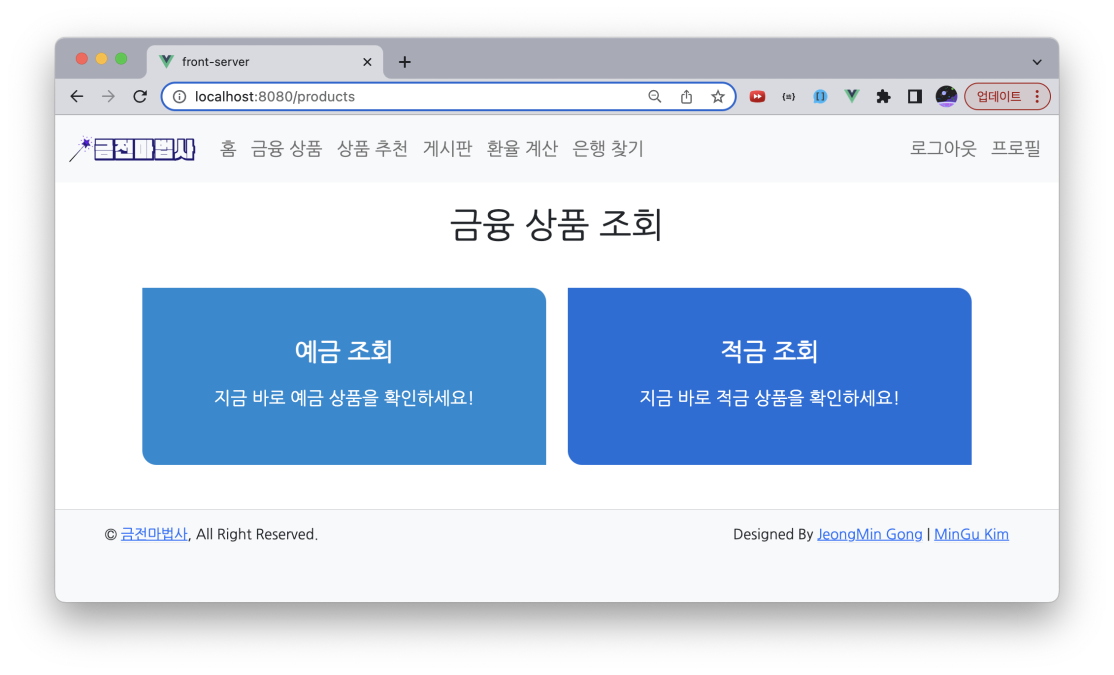 front-server
localhost:8080/products
업데이트
금전마법사 홈 금융 상품 상품 추천 게시판 환율 계산 은행 찾기 로그아웃 프로필
금융 상품 조회
예금 조회
지금 바로 예금 상품을 확인하세요!
적금 조회
지금 바로 적금 상품을 확인하세요!
© 금전마법사, All Right Reserved.
Designed By JeongMin Gong | MinGu Kim